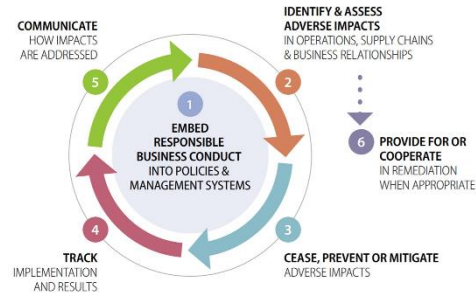 COMMUNICATE
HOW IMPACTS
ARE ADDRESSED
5
IDENTIFY & ASSESS
ADVERSE IMPACTS
IN OPERATIONS, SUPPLY CHAINS
& BUSINESS RELATIONSHIPS
2
1
EMBED
RESPONSIBLE
BUSINESS CONDUCT
INTO POLICIES &
MANAGEMENT SYSTEMS
6
PROVIDE FOR OR
COOPERATE
IN REMEDIATION
WHEN APPROPRIATE
4
TRACK
IMPLEMENTATION
AND RESULTS
3
CEASE, PREVENT OR MITIGATE
ADVERSE IMPACTS